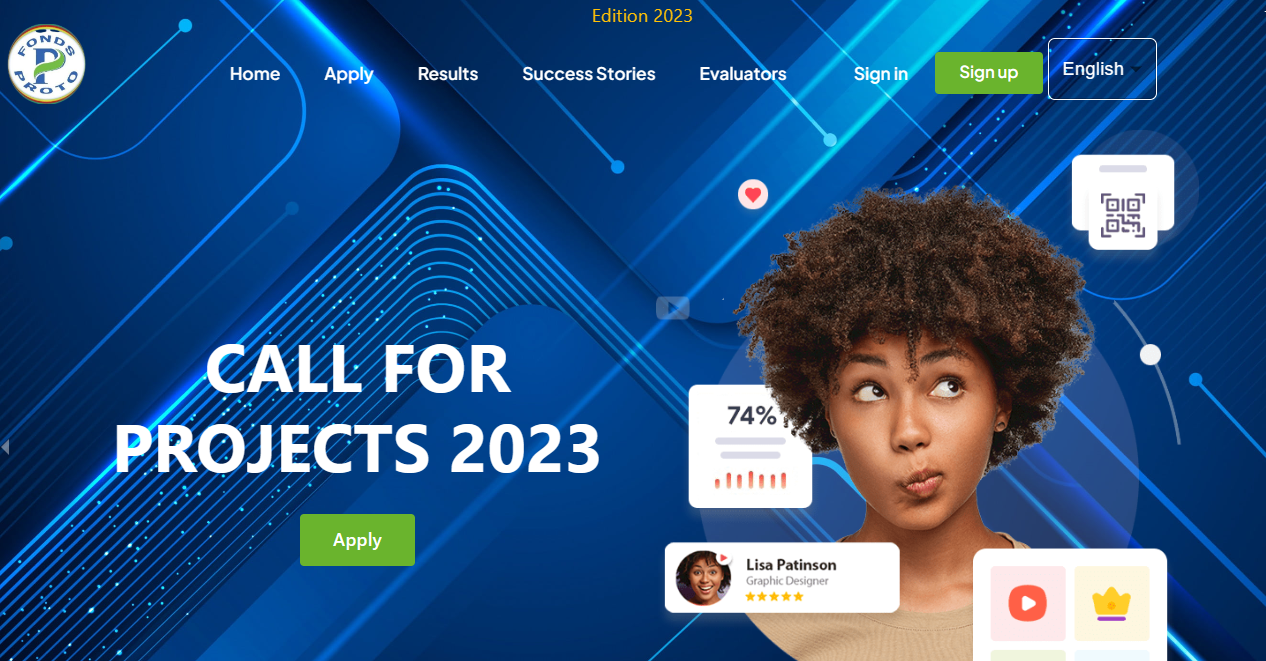 Edition 2023
FONDS
P
PROTO
Home
Apply
Results
Success Stories
Evaluators
Sign in
Sign up
English
CALL FOR
PROJECTS 2023
Apply
74%
Lisa Patinson
Graphic Designer